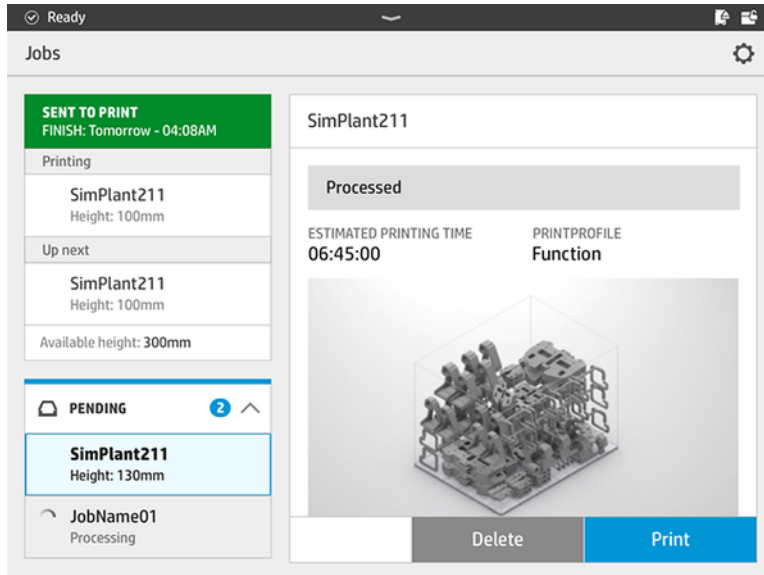 Ready
Jobs
SENT TO PRINT
FINISH: Tomorrow - 04:08AM
Printing
SimPlant211
Height: 100mm
Up next
SimPlant211
Height: 100mm
Available height: 300mm
PENDING 2
SimPlant211
Height: 130mm
JobName01
Processing
SimPlant211
Processed
ESTIMATED PRINTING TIME
06:45:00
PRINTPROFILE
Function
Delete
Print